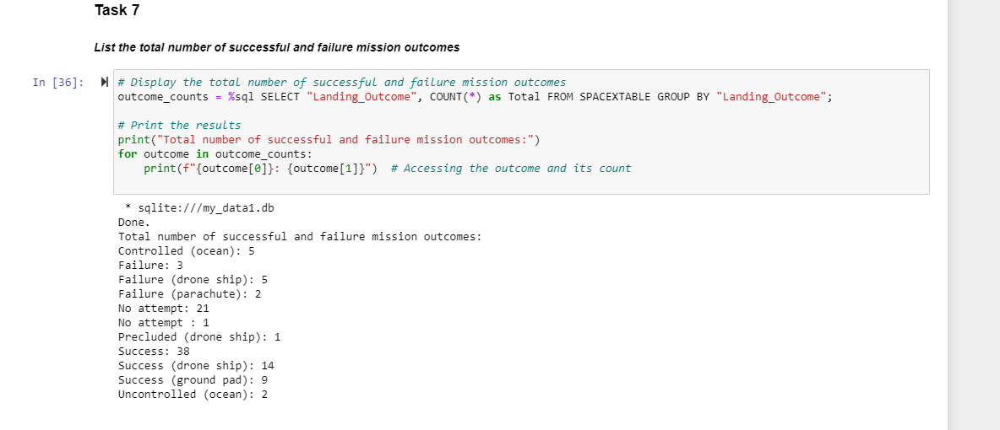 Task 7
List the total number of successful and failure mission outcomes
In [36]:
# Display the total number of successful and failure mission outcomes
outcome_counts = %sql SELECT "Landing_Outcome", COUNT(*) as Total FROM SPACEXTABLE GROUP BY "Landing_Outcome";
# Print the results
print("Total number of successful and failure mission outcomes:")
for outcome in outcome_counts:
    print(f"{outcome[0]}: {outcome[1]}")  # Accessing the outcome and its count
 * sqlite:///my_data1.db
Done.
Total number of successful and failure mission outcomes:
Controlled (ocean): 5
Failure: 3
Failure (drone ship): 5
Failure (parachute): 2
No attempt: 21
No attempt : 1
Precluded (drone ship): 1
Success: 38
Success (drone ship): 14
Success (ground pad): 9
Uncontrolled (ocean): 2